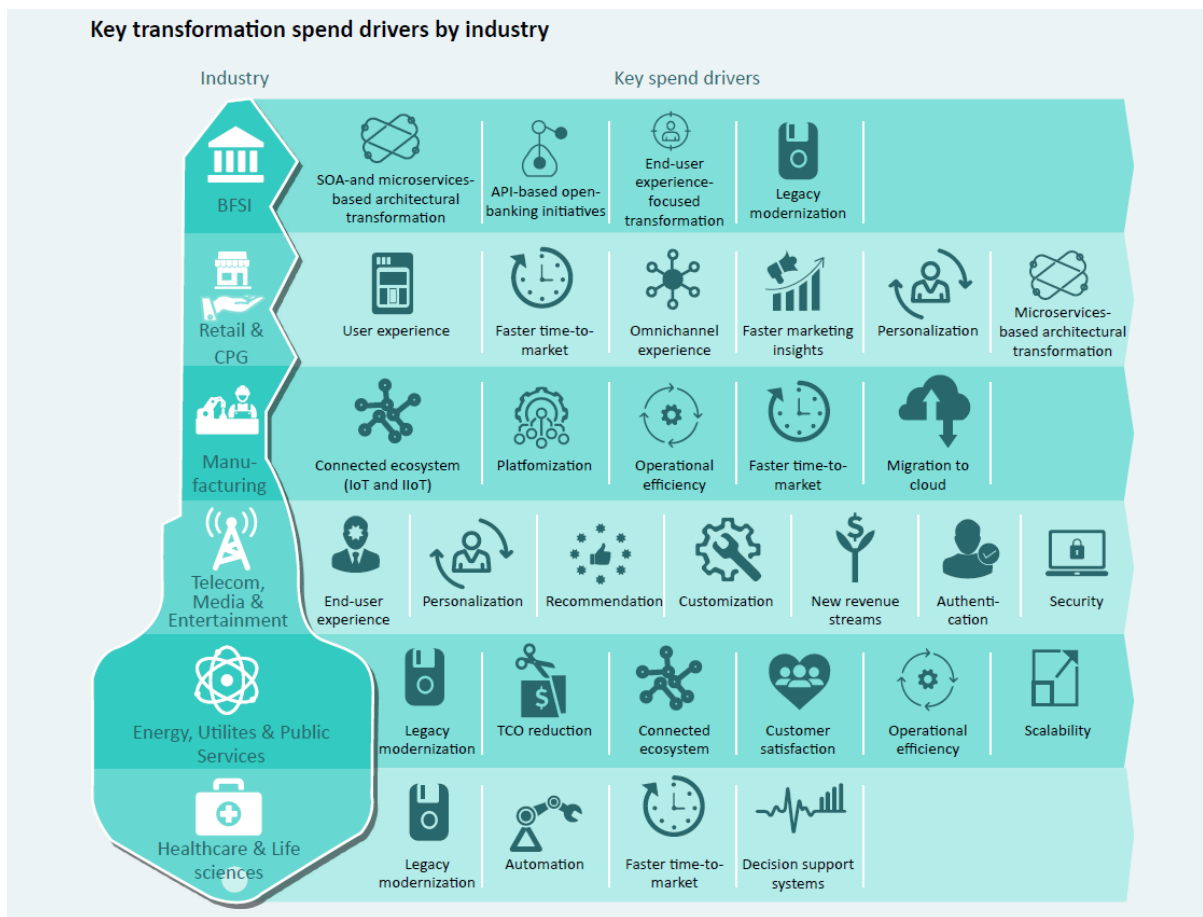 Key transformation spend drivers by industry
Industry
Key spend drivers
BFSI
SOA-and microservices-
based architectural
transformation
API-based open-
banking initiatives
End-user
experience-
focused
transformation
Legacy
modernization
Retail &
CPG
User experience
Faster time-to-
market
Omnichannel
experience
Faster marketing
insights
Personalization
Microservices-
based architectural
transformation
Manu-
facturing
Connected ecosystem
(IoT and IIoT)
Platfomization
Operational
efficiency
Faster time-to-
market
Migration to
cloud
Telecom,
Media &
Entertainment
End-user
experience
Personalization
Recommendation
Customization
$
New revenue
streams
Authenti-
cation
Security
Energy, Utilites & Public
Services
Legacy
modernization
$
TCO reduction
Connected
ecosystem
Customer
satisfaction
Operational
efficiency
Scalability
Healthcare & Life
sciences
Legacy
modernization
Automation
Faster time-to-
market
Decision support
systems